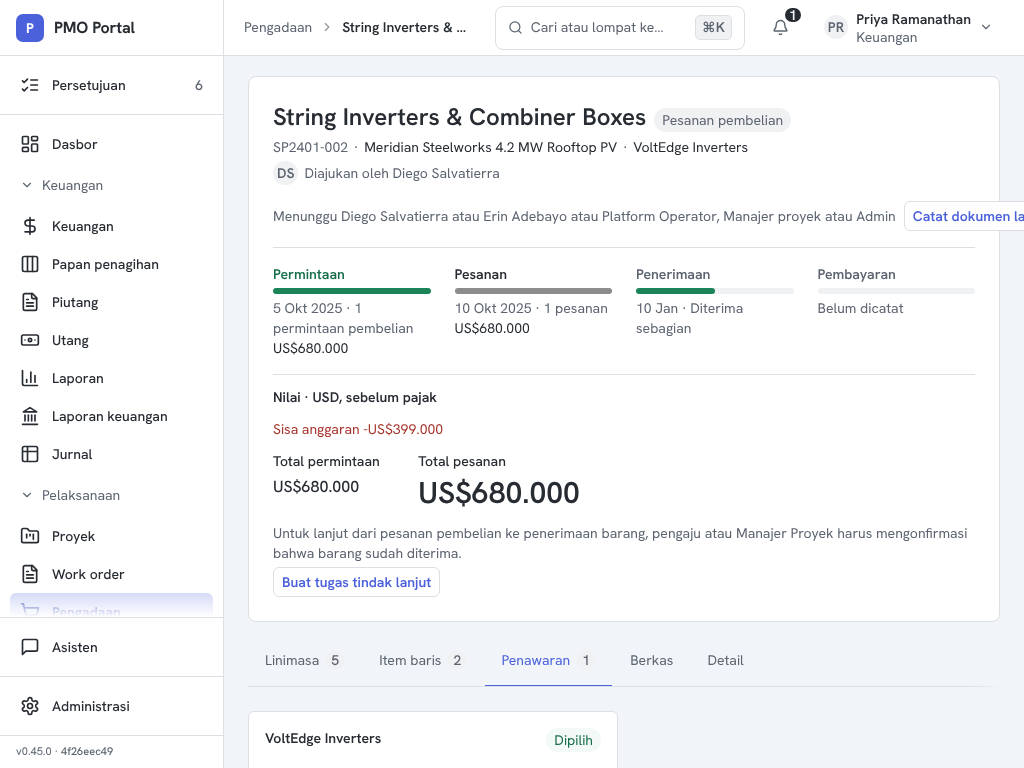 P PMO Portal
Pengadaan
String Inverters & ...
Cari atau lompat ke...
⌘K
1
PR
Priya Ramanathan
Keuangan
Persetujuan 6
Dasbor
Keuangan
Keuangan
Papan penagihan
Piutang
Utang
Laporan
Laporan keuangan
Jurnal
Pelaksanaan
Proyek
Work order
Pengadaan
Asisten
Administrasi
v0.45.0 · 4f26eec49
String Inverters & Combiner Boxes Pesanan pembelian
SP2401-002 · Meridian Steelworks 4.2 MW Rooftop PV · VoltEdge Inverters
DS Diajukan oleh Diego Salvatierra
Menunggu Diego Salvatierra atau Erin Adebayo atau Platform Operator, Manajer proyek atau Admin
Catat dokumen la
Permintaan
5 Okt 2025 · 1
permintaan pembelian
US$680.000
Pesanan
10 Okt 2025 · 1 pesanan
US$680.000
Penerimaan
10 Jan · Diterima
sebagian
Pembayaran
Belum dicatat
Nilai · USD, sebelum pajak
Sisa anggaran -US$399.000
Total permintaan
US$680.000
Total pesanan
US$680.000
Untuk lanjut dari pesanan pembelian ke penerimaan barang, pengaju atau Manajer Proyek harus mengonfirmasi
bahwa barang sudah diterima.
Buat tugas tindak lanjut
Linimasa 5
Item baris 2
Penawaran 1
Berkas
Detail
VoltEdge Inverters
Dipilih